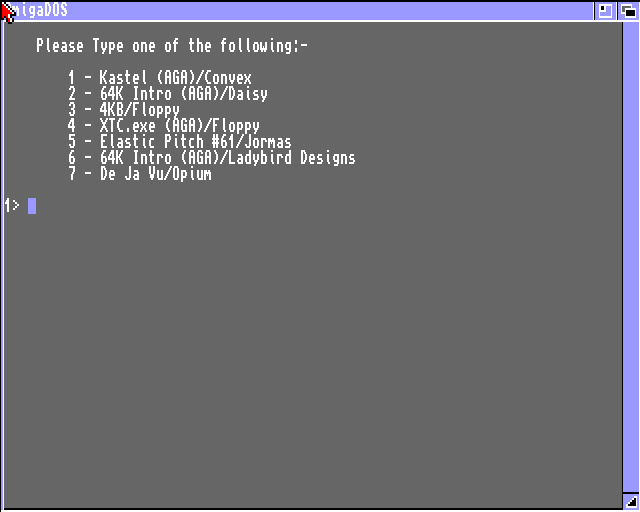 AmigaDOS
Please Type one of the following:-
1 - Kastel (AGA)/Convex
2 - 64K Intro (AGA)/Daisy
3 - 4KB/Floppy
4 - XTC.exe (AGA)/Floppy
5 - Elastic Pitch #61/Jormas
6 - 64K Intro (AGA)/Ladybird Designs
7 - De Ja Vu/Opium
1>